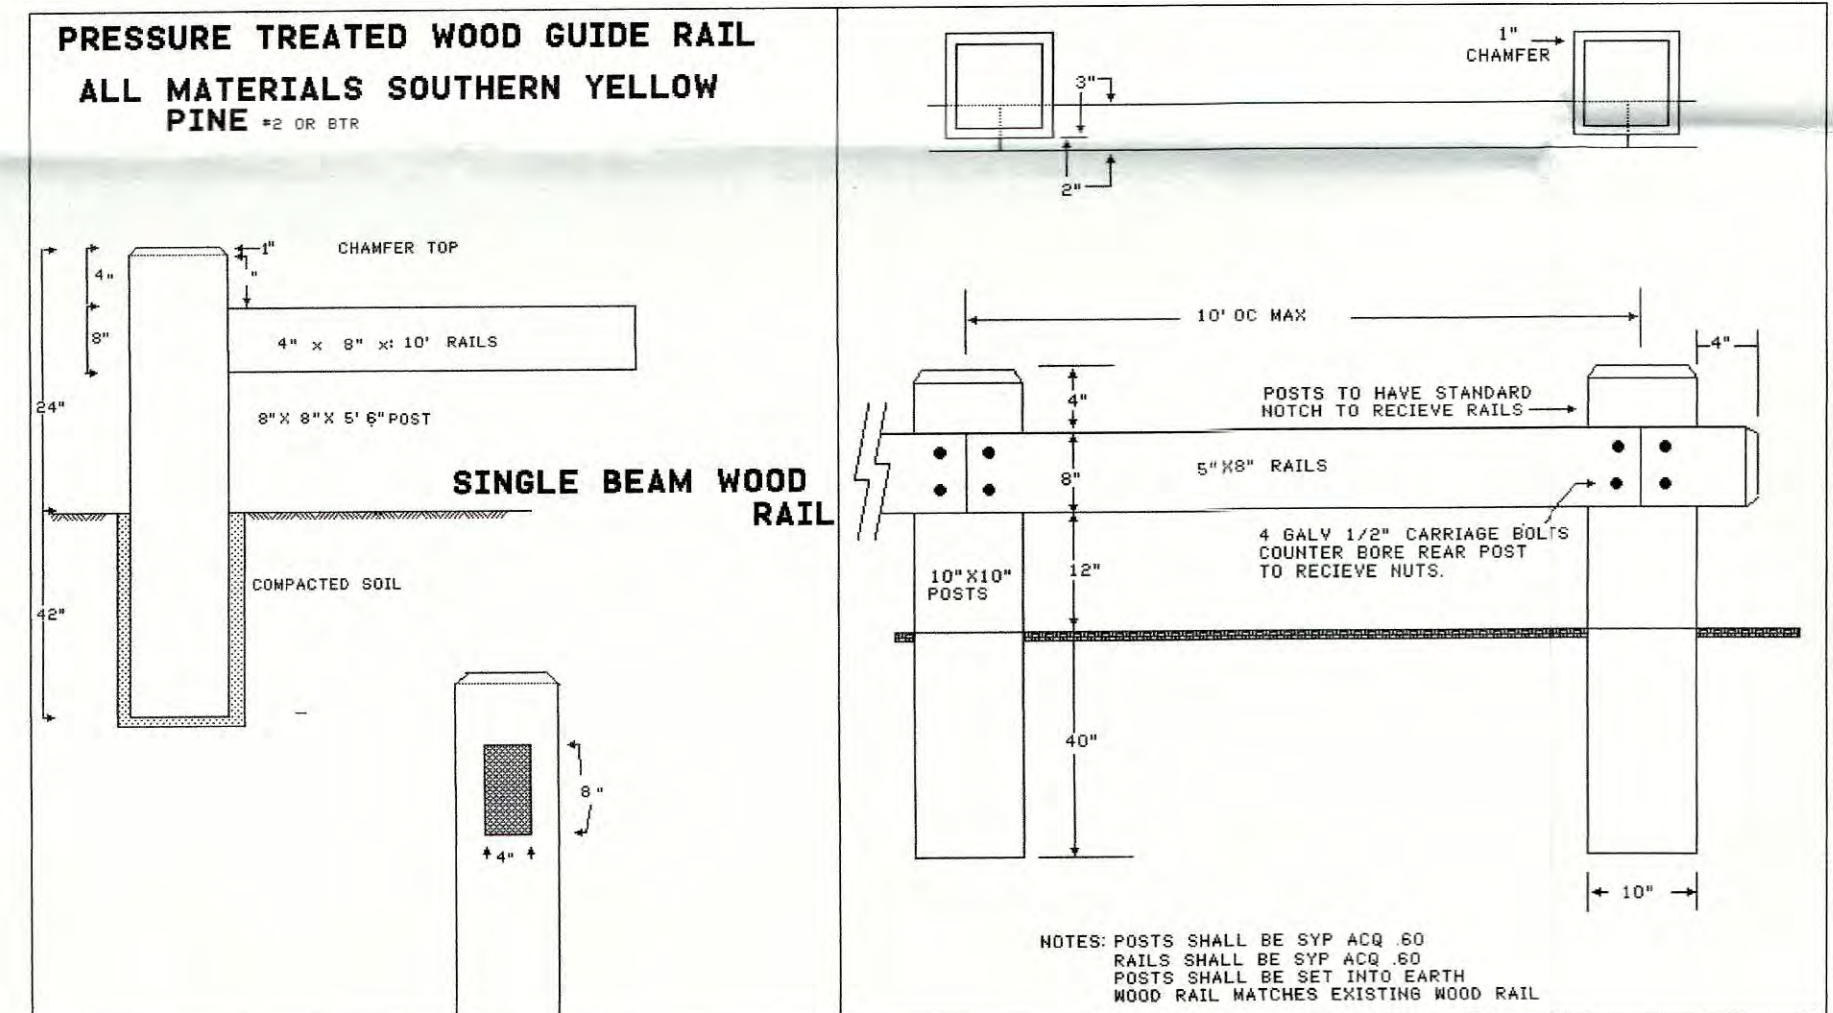 PRESSURE TREATED WOOD GUIDE RAIL
ALL MATERIALS SOUTHERN YELLOW
PINE #2 OR BTR
1" CHAMFER TOP
4"
"
8"
4" x 8" x: 10' RAILS
24"
8" X 8" X 5' 6" POST
SINGLE BEAM WOOD
RAIL
COMPACTED SOIL
42"
8"
4"
1"
CHAMFER
3"
2"
10' OC MAX
4"
4"
POSTS TO HAVE STANDARD
NOTCH TO RECIEVE RAILS
8"
5"X8" RAILS
4 GALV 1/2" CARRIAGE BOLTS
COUNTER BORE REAR POST
TO RECIEVE NUTS.
10"X10"
POSTS
12"
40"
10"
NOTES: POSTS SHALL BE SYP ACQ .60
RAILS SHALL BE SYP ACQ .60
POSTS SHALL BE SET INTO EARTH
WOOD RAIL MATCHES EXISTING WOOD RAIL